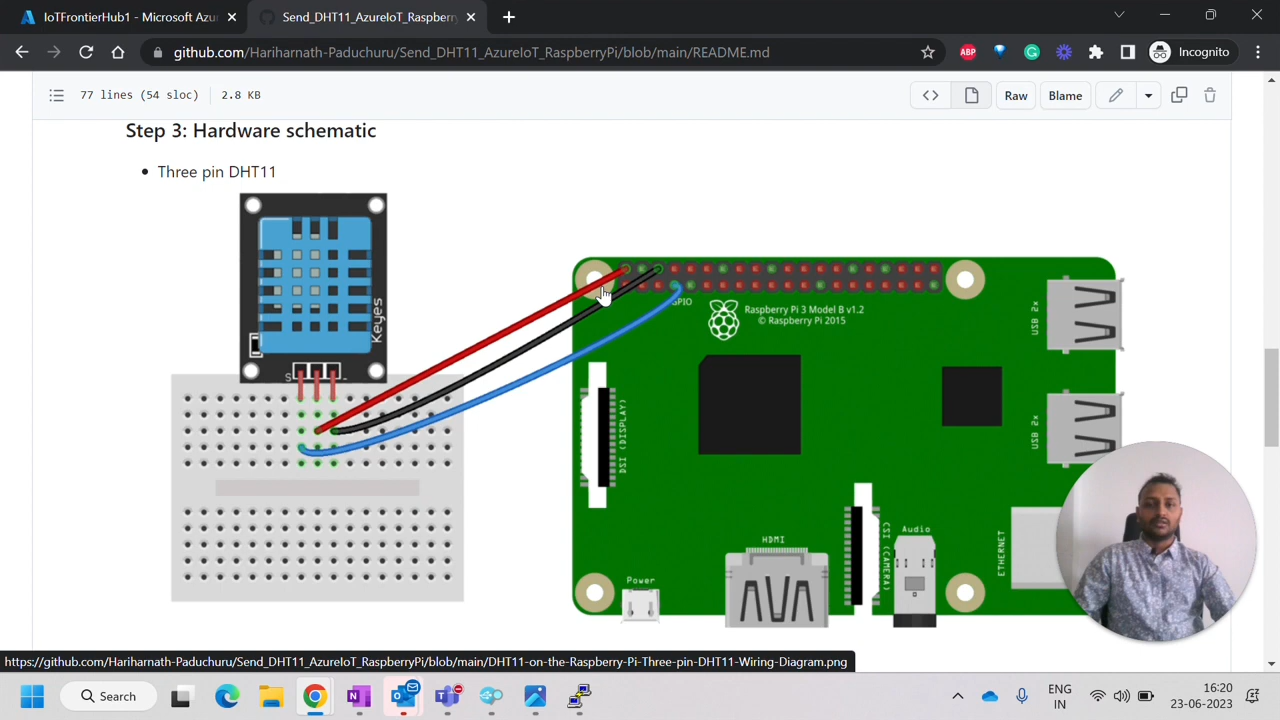 IoTFrontierHub1 - Microsoft Azu
Send_DHT11_AzureIoT_Raspberry
github.com/Hariharnath-Paduchuru/Send_DHT11_AzureIoT_RaspberryPi/blob/main/README.md
ABP
Incognito
77 lines (54 sloc)
2.8 KB
Raw
Blame
Step 3: Hardware schematic
Three pin DHT11
Keyes
S
-
GPIO
Raspberry Pi 3 Model B v1.2
© Raspberry Pi 2015
USB 2x
DSI (DISPLAY)
USB 2x
HDMI
CSI (CAMERA)
Audio
ETHERNET
Power
https://github.com/Hariharnath-Paduchuru/Send_DHT11_AzureIoT_RaspberryPi/blob/main/DHT11-on-the-Raspberry-Pi-Three-pin-DHT11-Wiring-Diagram.png
Search
ENG
IN
16:20
23-06-2023